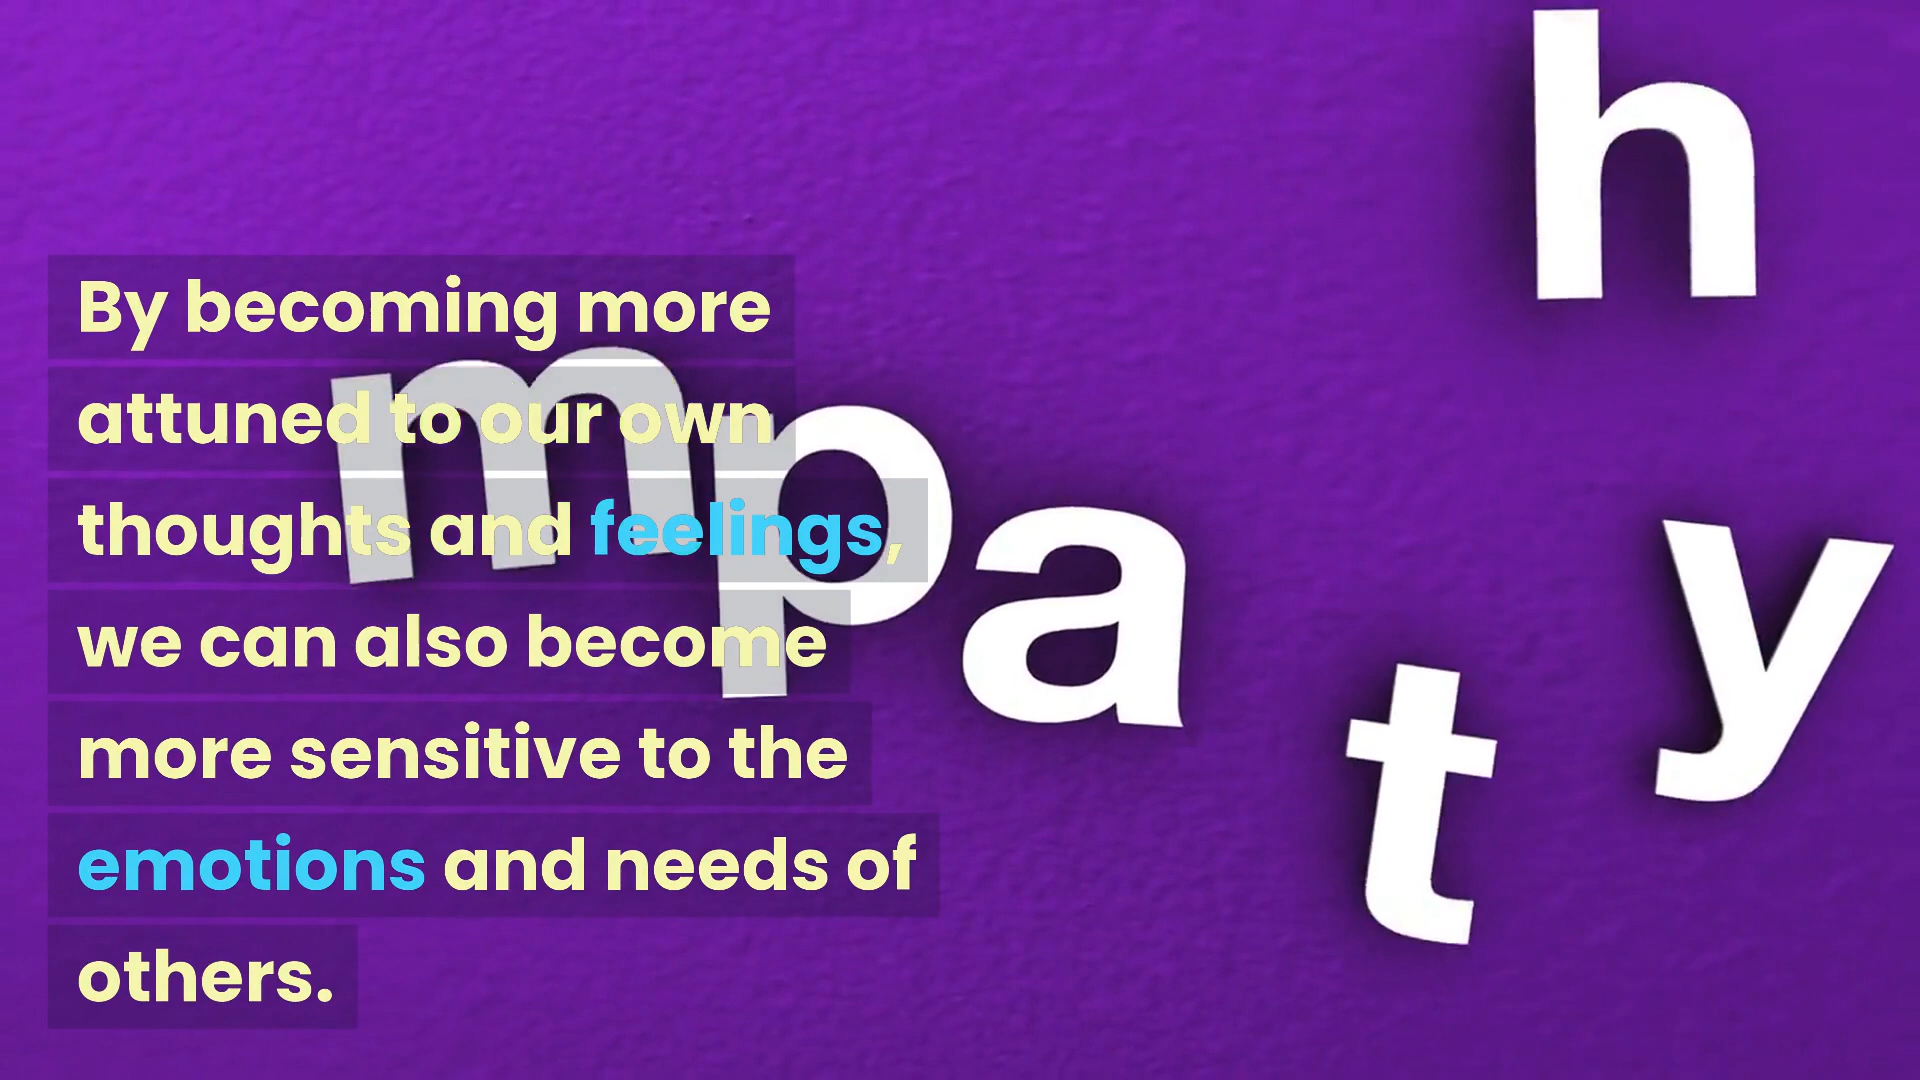 By becoming more
attuned to our own
thoughts and feelings,
we can also become
more sensitive to the
emotions and needs of
others.
m p a t h y